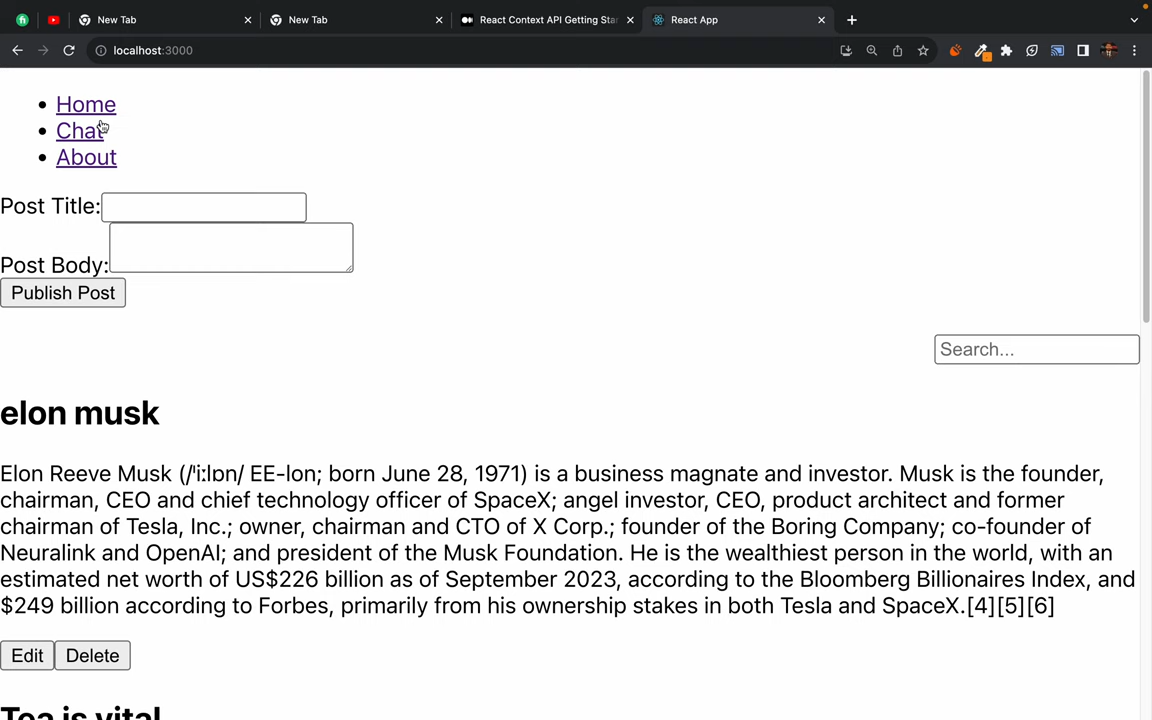 New Tab
New Tab
React Context API Getting Star
React App
localhost:3000
Home
Chat
About
Post Title:
Post Body:
Publish Post
Search...
elon musk
Elon Reeve Musk (/ˈiːlɒn/ EE-lon; born June 28, 1971) is a business magnate and investor. Musk is the founder,
chairman, CEO and chief technology officer of SpaceX; angel investor, CEO, product architect and former
chairman of Tesla, Inc.; owner, chairman and CTO of X Corp.; founder of the Boring Company; co-founder of
Neuralink and OpenAI; and president of the Musk Foundation. He is the wealthiest person in the world, with an
estimated net worth of US$226 billion as of September 2023, according to the Bloomberg Billionaires Index, and
$249 billion according to Forbes, primarily from his ownership stakes in both Tesla and SpaceX.[4][5][6]
Edit Delete
Tea is vital